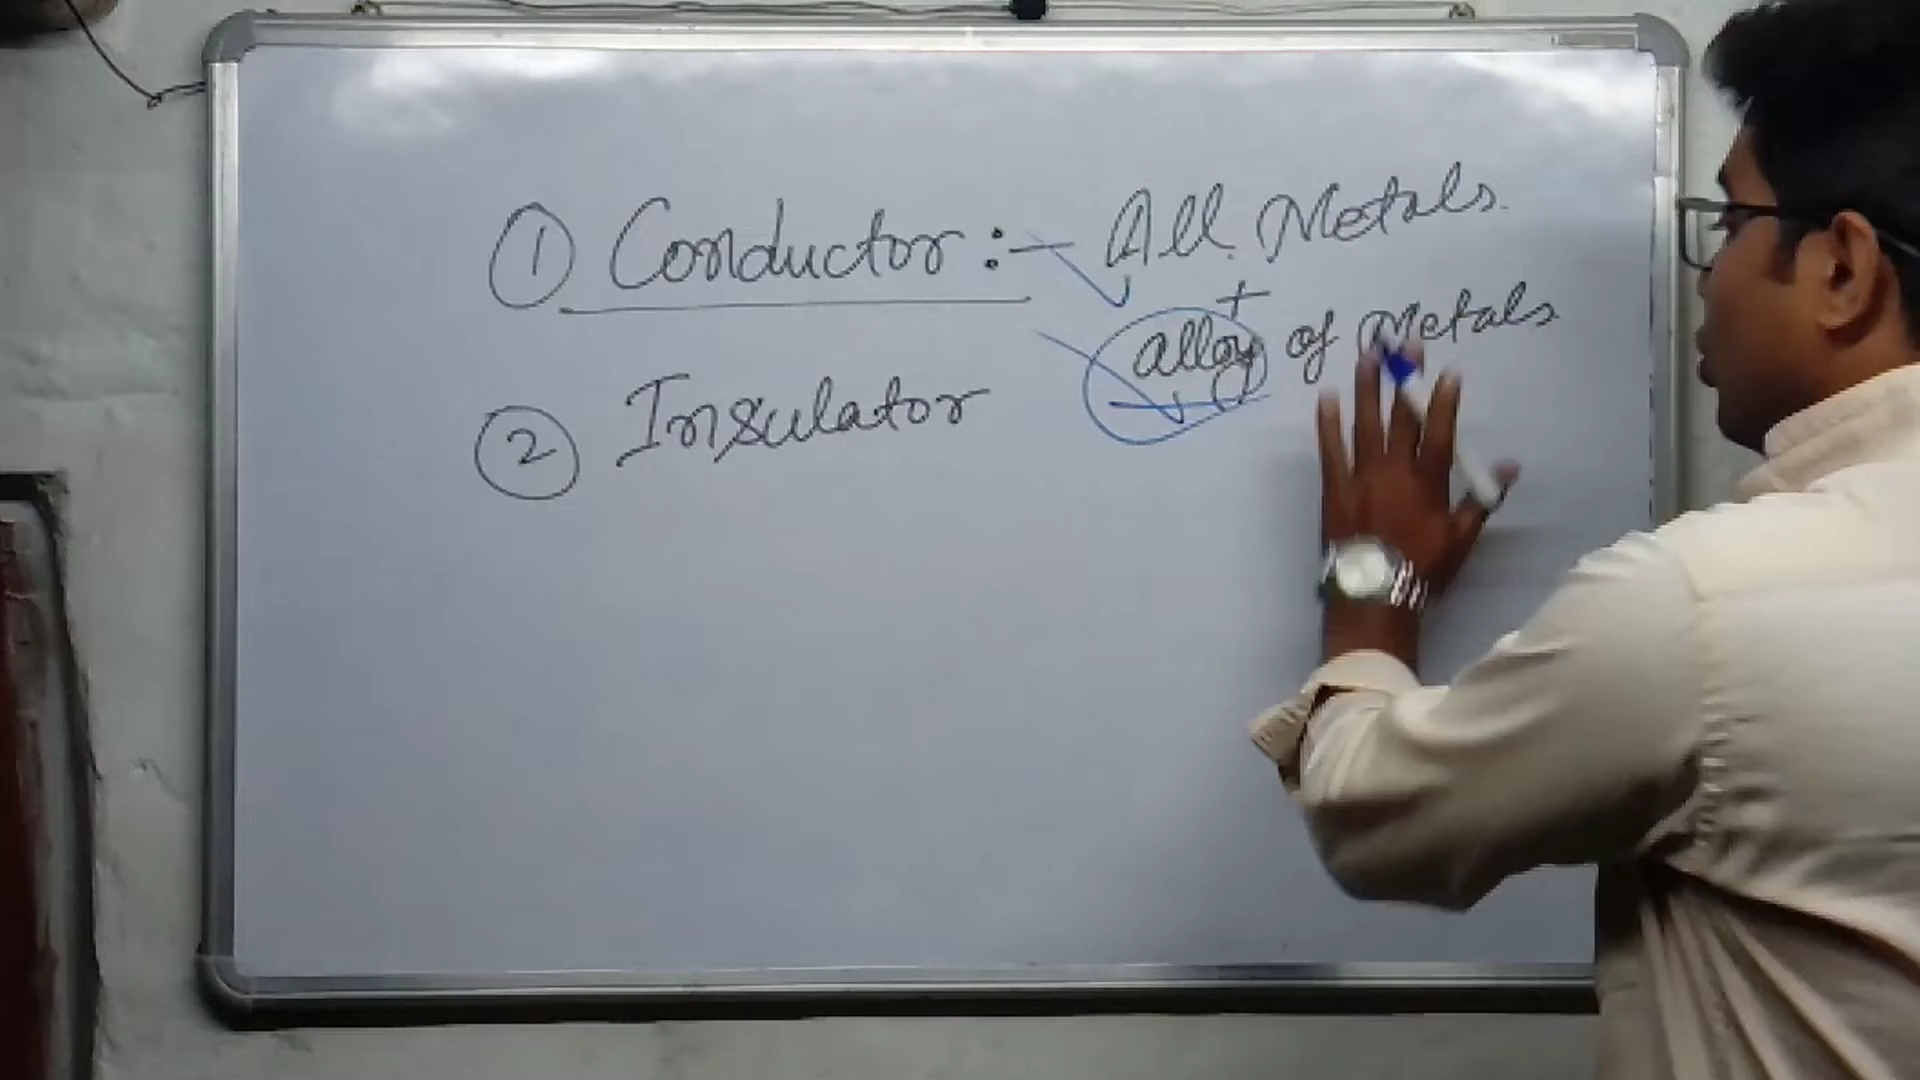 ① Conductor :- All Metals.
+
alloy of Metals
② Insulator